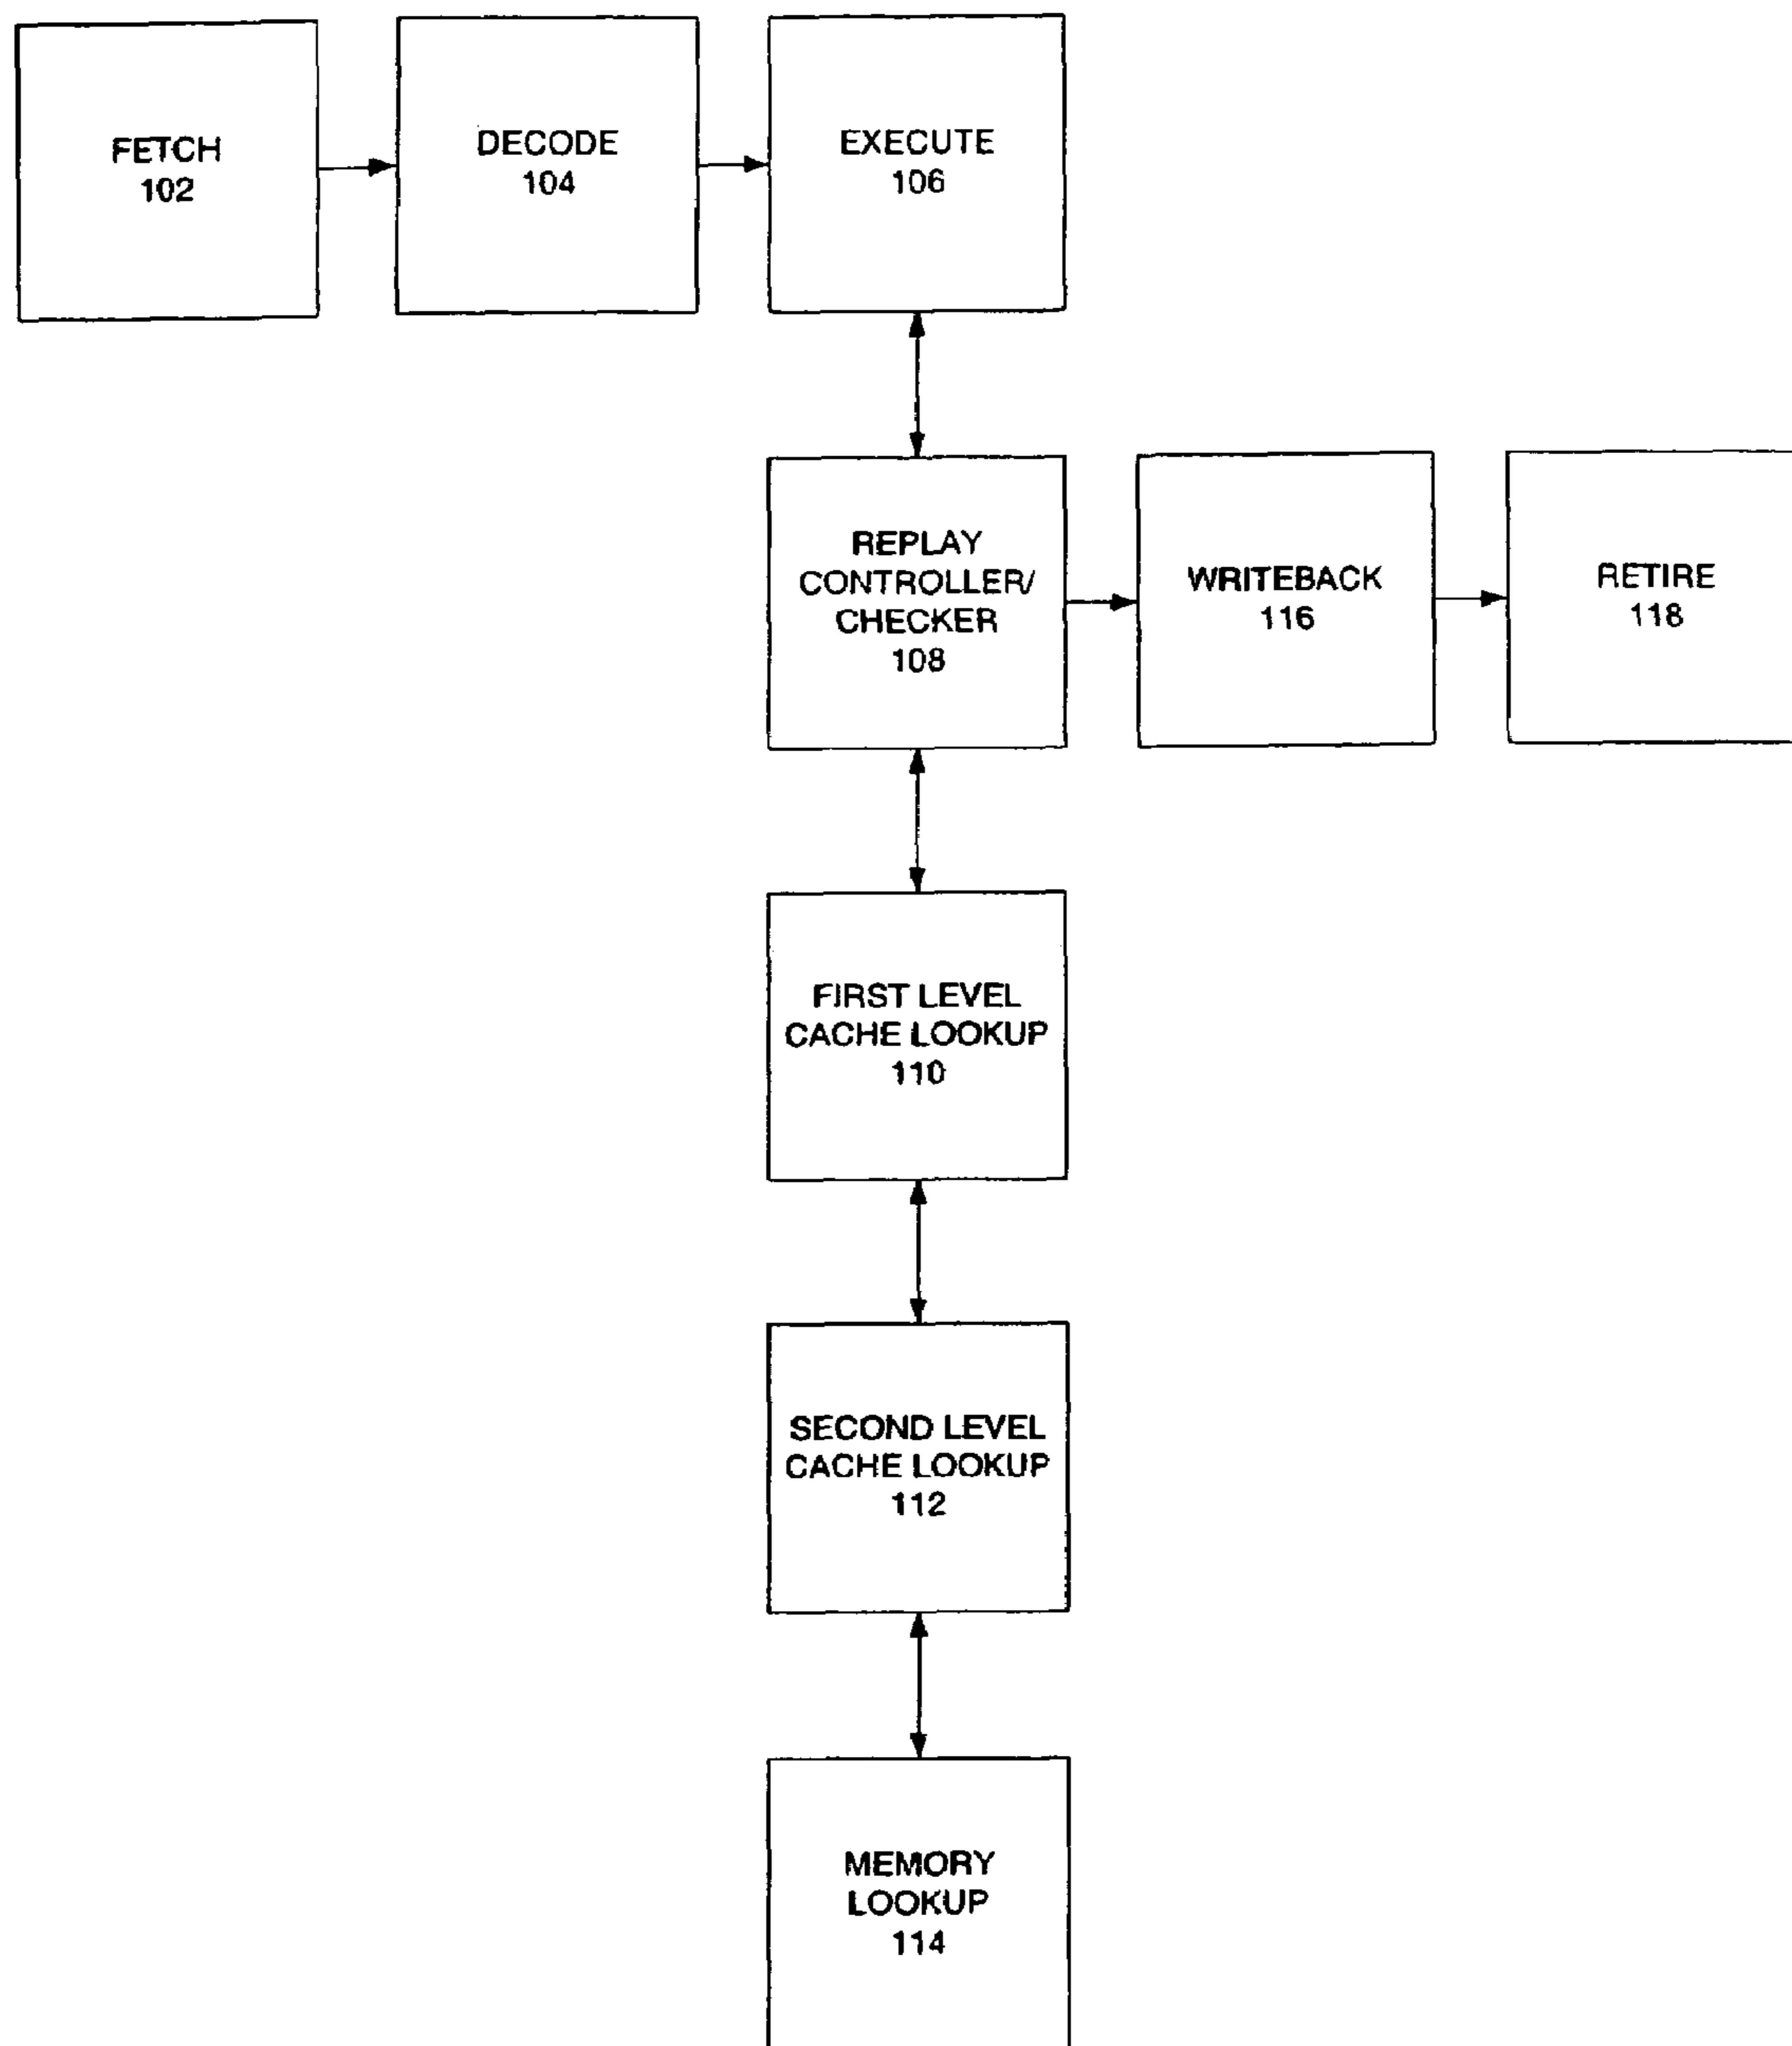 FETCH
102
DECODE
104
EXECUTE
106
REPLAY
CONTROLLER/
CHECKER
108
WRITEBACK
116
RETIRE
118
FIRST LEVEL
CACHE LOOKUP
110
SECOND LEVEL
CACHE LOOKUP
112
MEMORY
LOOKUP
114